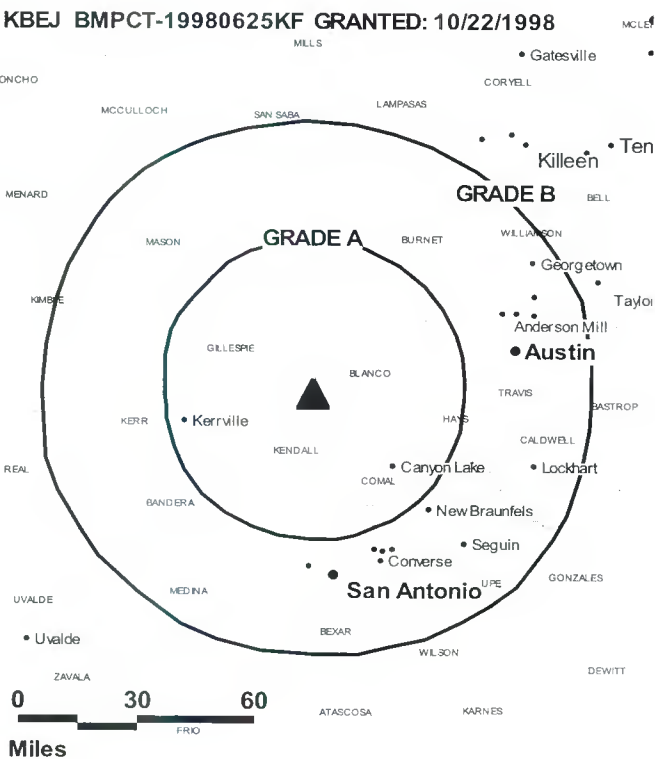 KBEJ BMPCT-19980625KF GRANTED: 10/22/1998
MILLS
Gatesville
ONCHO
CORYELL
MCCULLOCH
SAN SABA
LAMPASAS
Killeen
Ten
MENARD
GRADE B
BELL
MASON
GRADE A
BURNET
WILLIAMSON
Georgetown
KIMBLE
Taylor
Anderson Mill
GILLESPIE
Austin
BLANCO
TRAVIS
BASTROP
KERR
Kerrville
HAYS
CALDWELL
KENDALL
REAL
Canyon Lake
Lockhart
COMAL
BANDERA
New Braunfels
Seguin
Converse
GONZALES
MEDINA
San Antonio
UPE
UVALDE
BEXAR
Uvalde
WILSON
DEWITT
ZAVALA
0 30 60
ATASCOSA
KARNES
FRIO
Miles